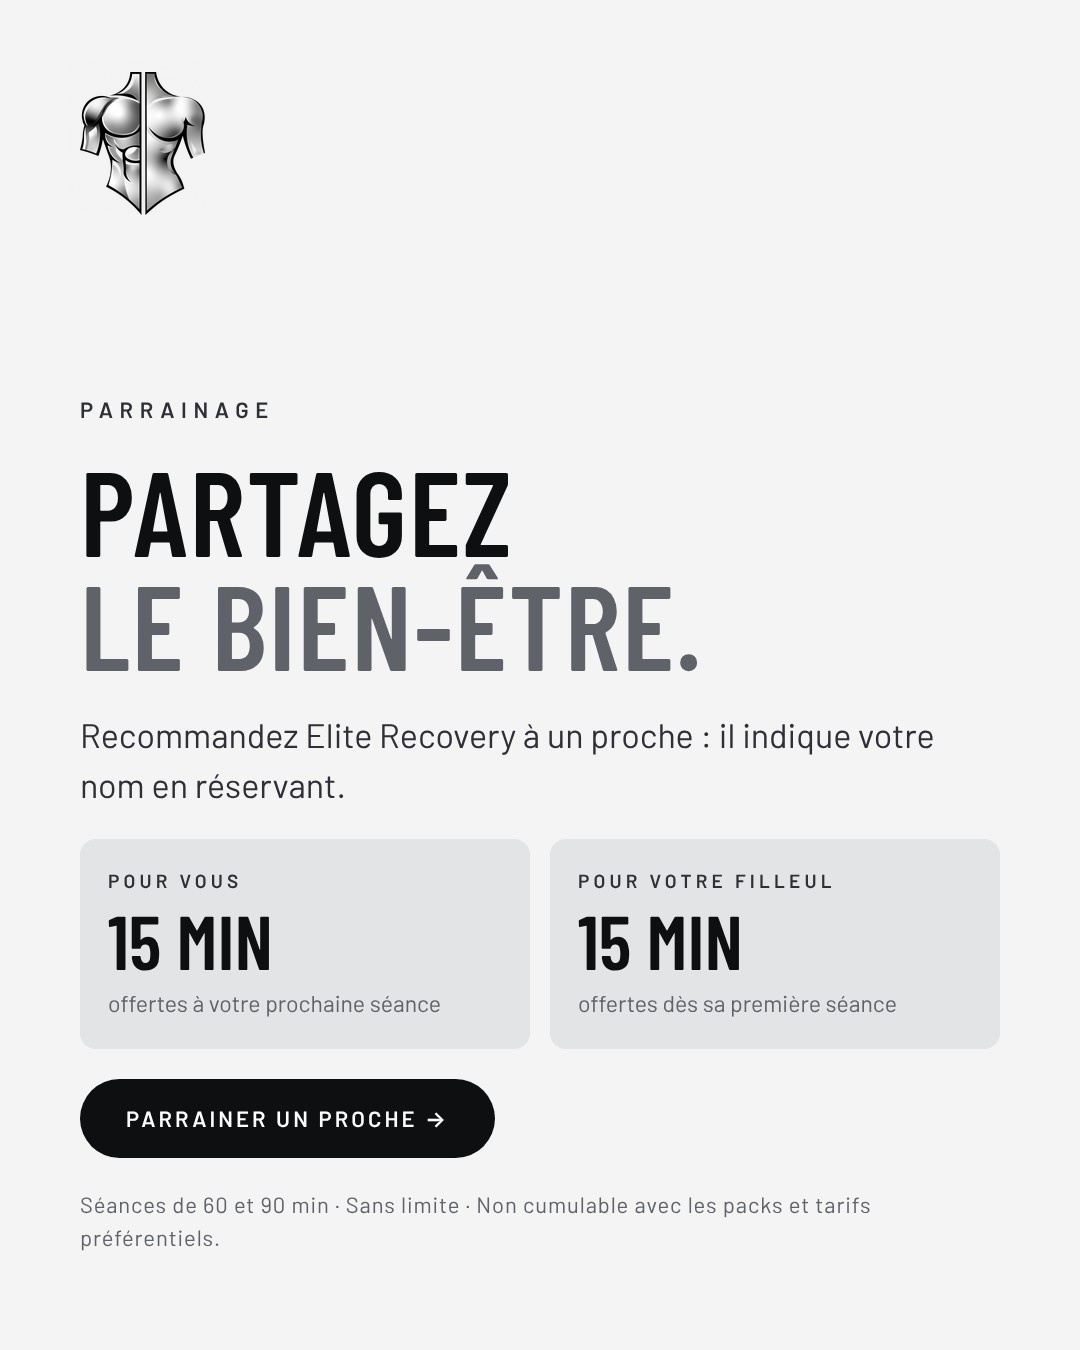 PARRAINAGE
PARTAGEZ
LE BIEN-ÊTRE.
Recommandez Elite Recovery à un proche : il indique votre
nom en réservant.
POUR VOUS
15 MIN
offertes à votre prochaine séance
POUR VOTRE FILLEUL
15 MIN
offertes dès sa première séance
PARRAINER UN PROCHE →
Séances de 60 et 90 min · Sans limite · Non cumulable avec les packs et tarifs
préférentiels.